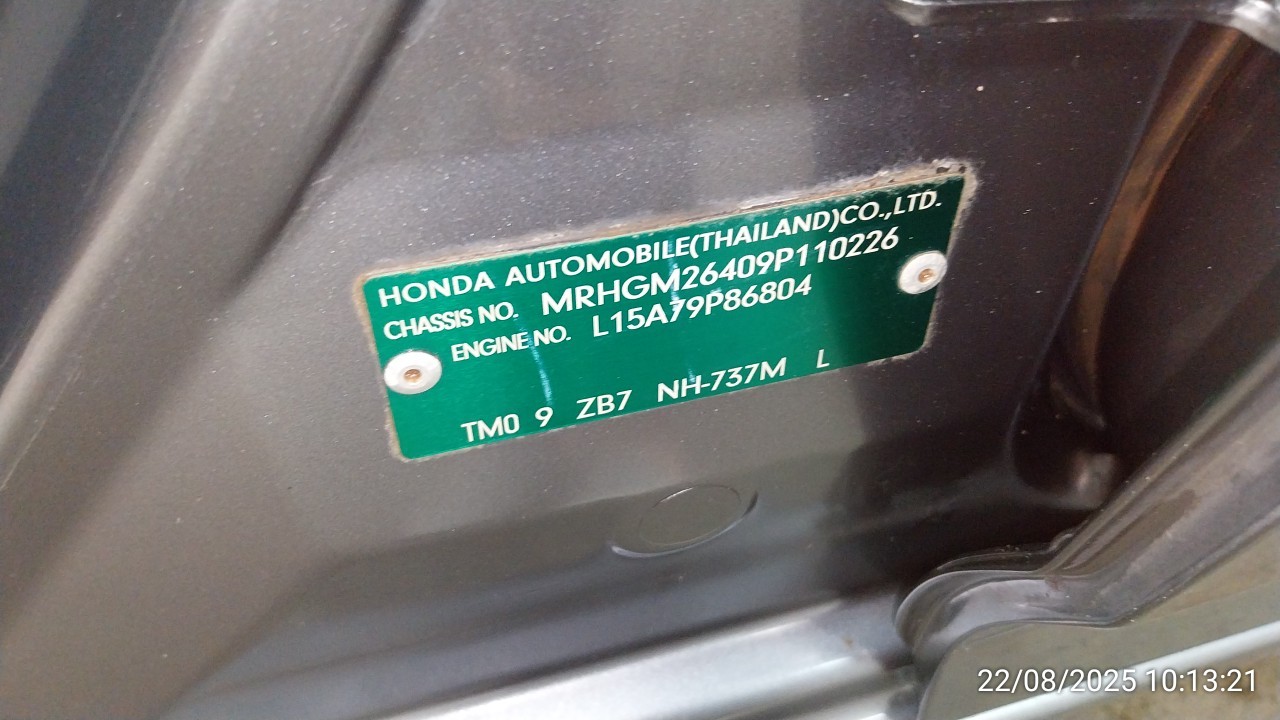 HONDA AUTOMOBILE(THAILAND)CO.,LTD.
CHASSIS NO. MRHGM26409P110226
ENGINE NO. L15A79P86804
TM0 9 ZB7 NH-737M L
22/08/2025 10:13:21